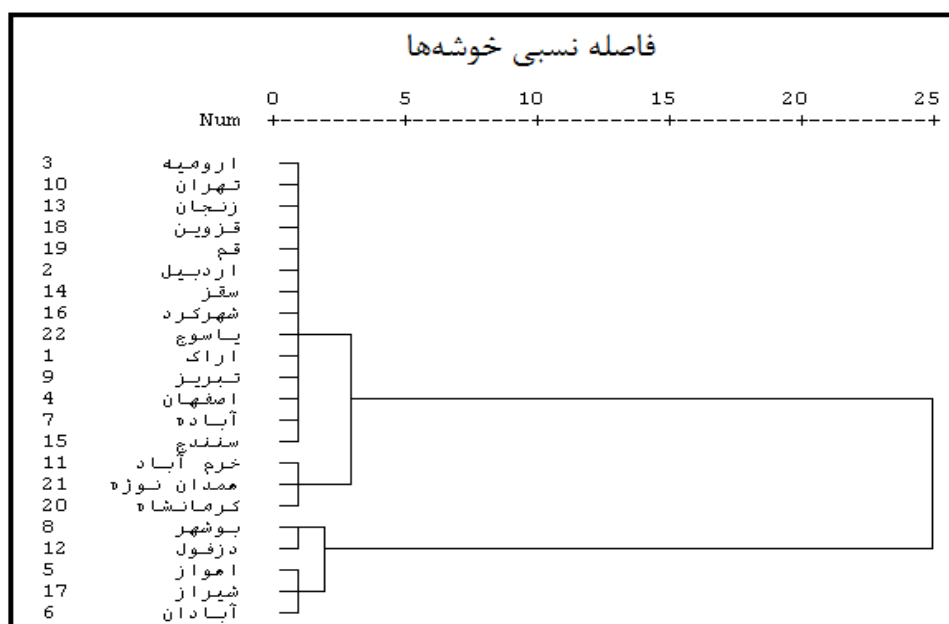 فاصله نسبی خوشه‌ها
0 5 10 15 20 25
Num
3 ارومیه
10 تهران
13 زنجان
18 قزوین
19 قم
2 اردبیل
14 سقز
16 شهرکرد
22 یاسوج
1 اراک
9 تبریز
4 اصفهان
7 آباده
15 سنندج
11 خرم آباد
21 همدان نوژه
20 کرمانشاه
8 بوشهر
12 دزفول
5 اهواز
17 شیراز
6 آبادان